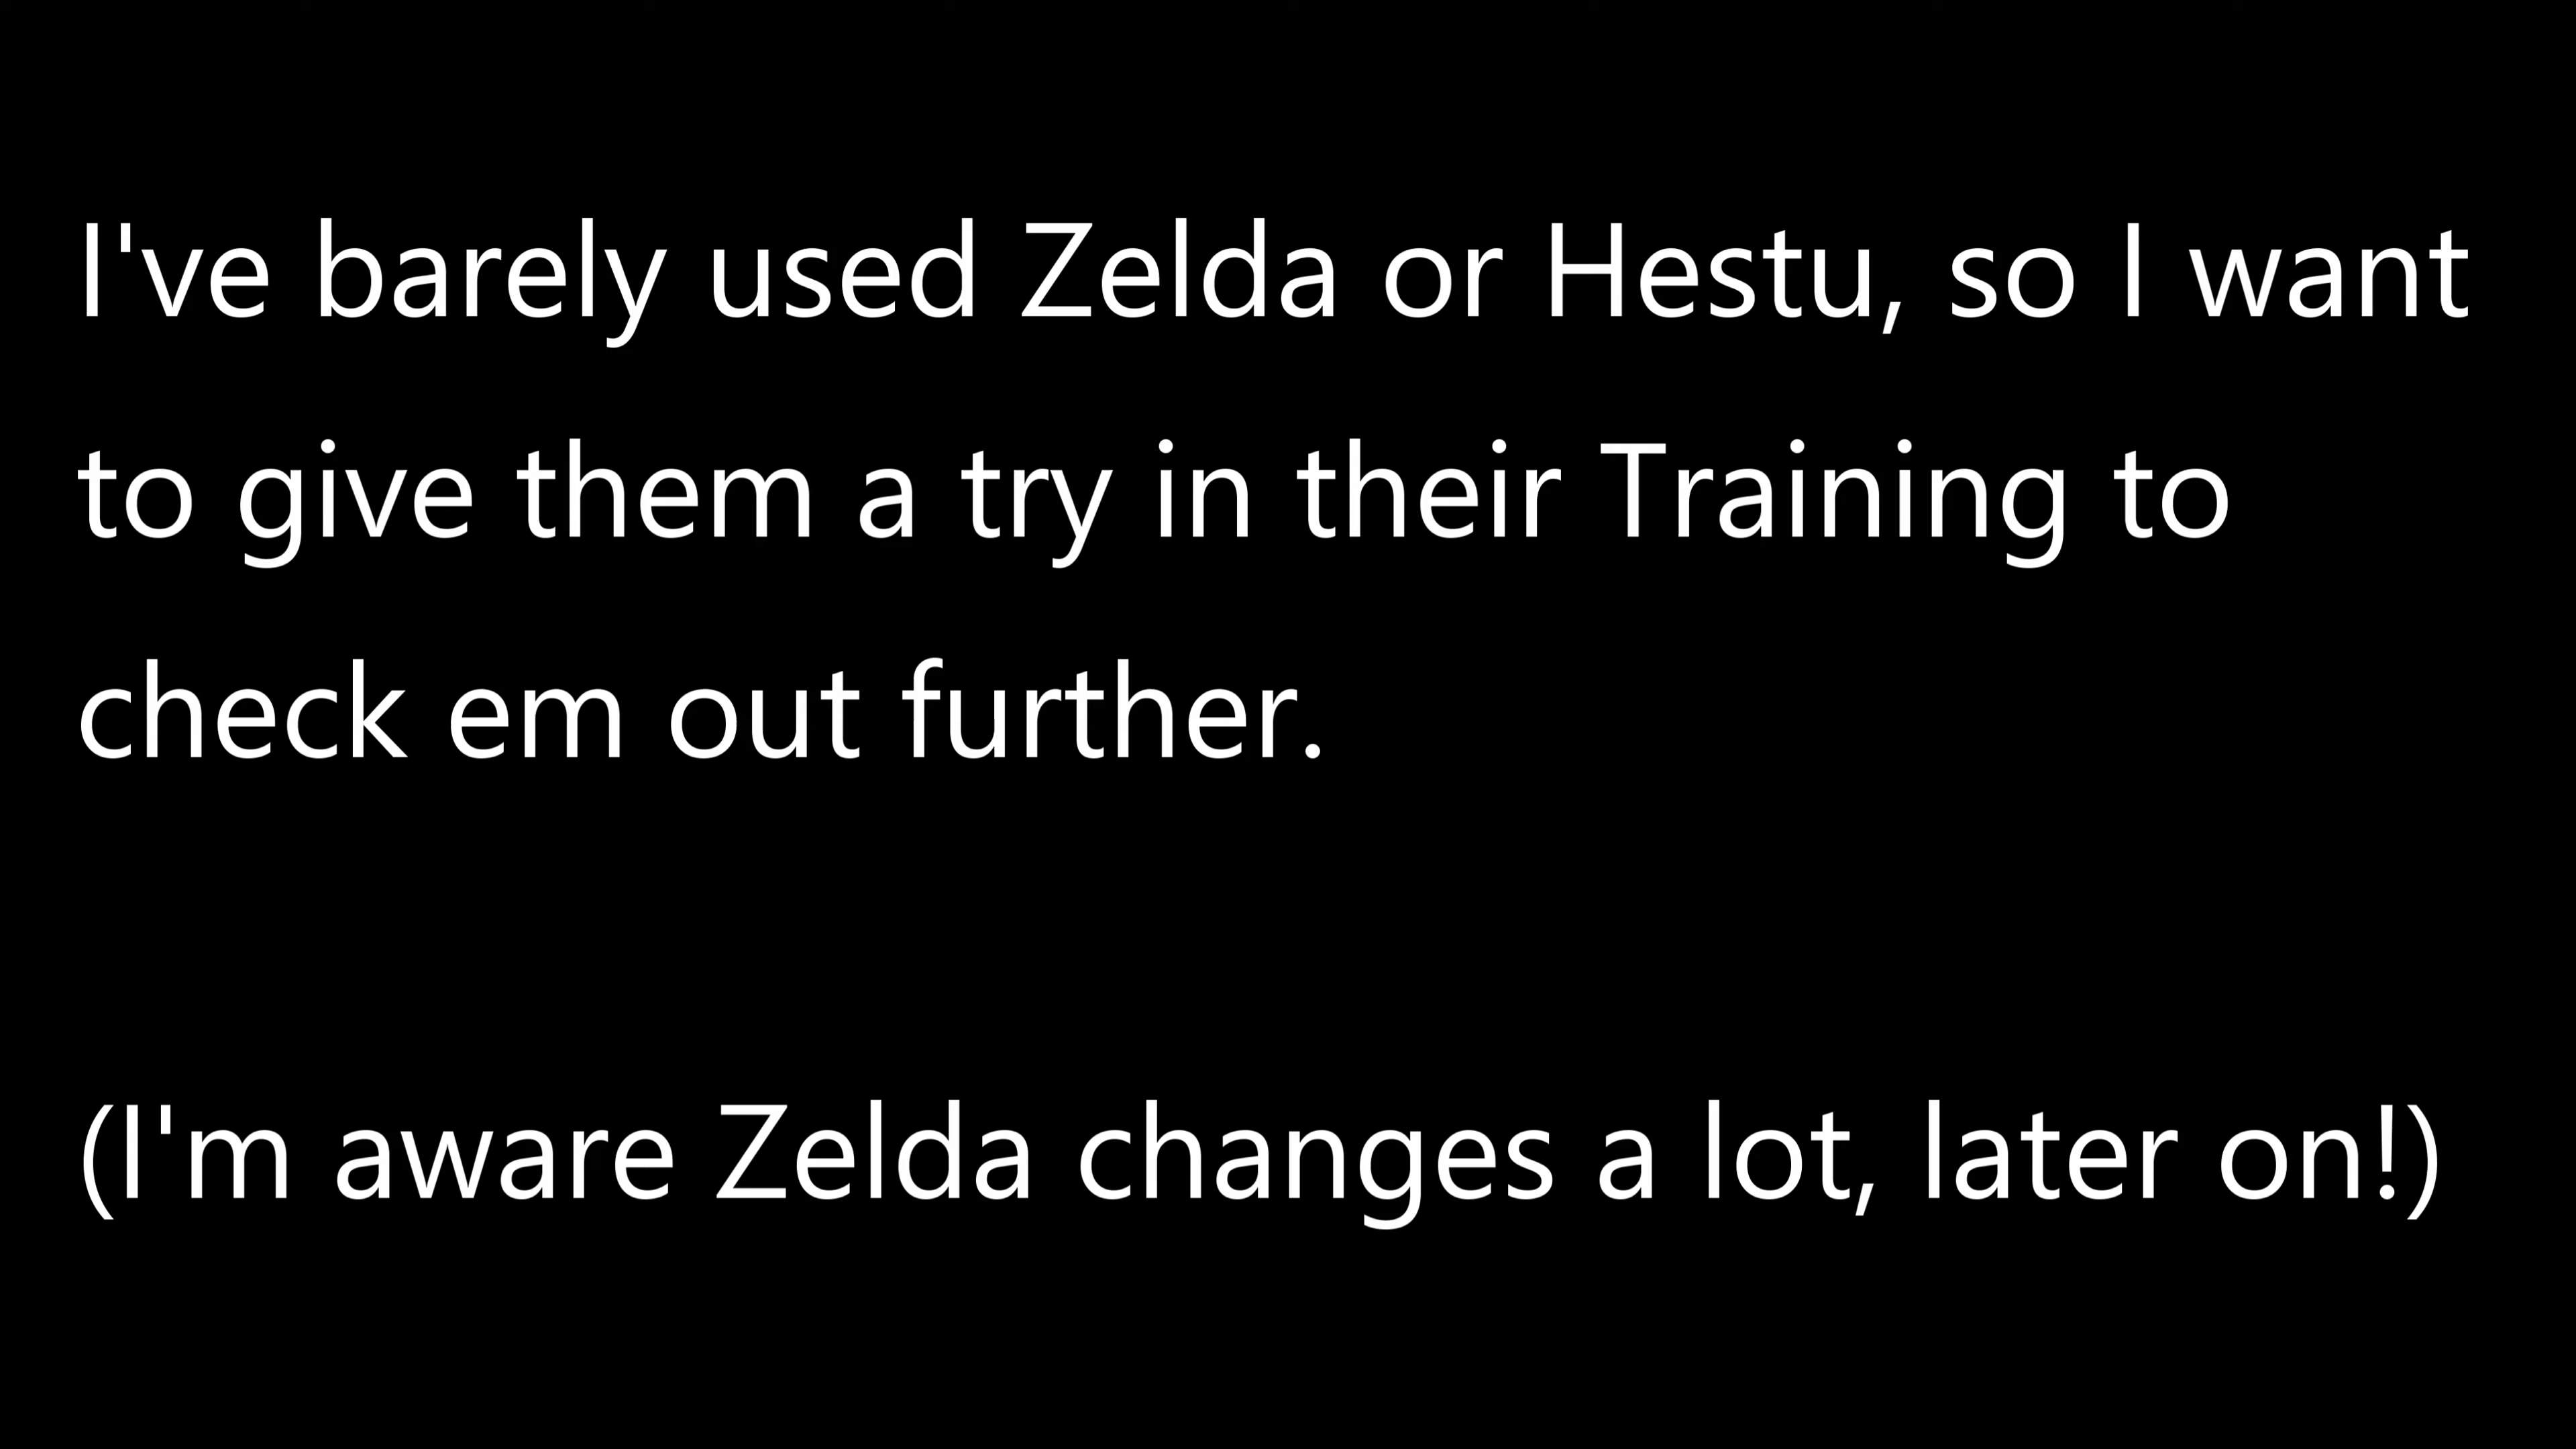 I've barely used Zelda or Hestu, so I want
to give them a try in their Training to
check em out further.
(I'm aware Zelda changes a lot, later on!)